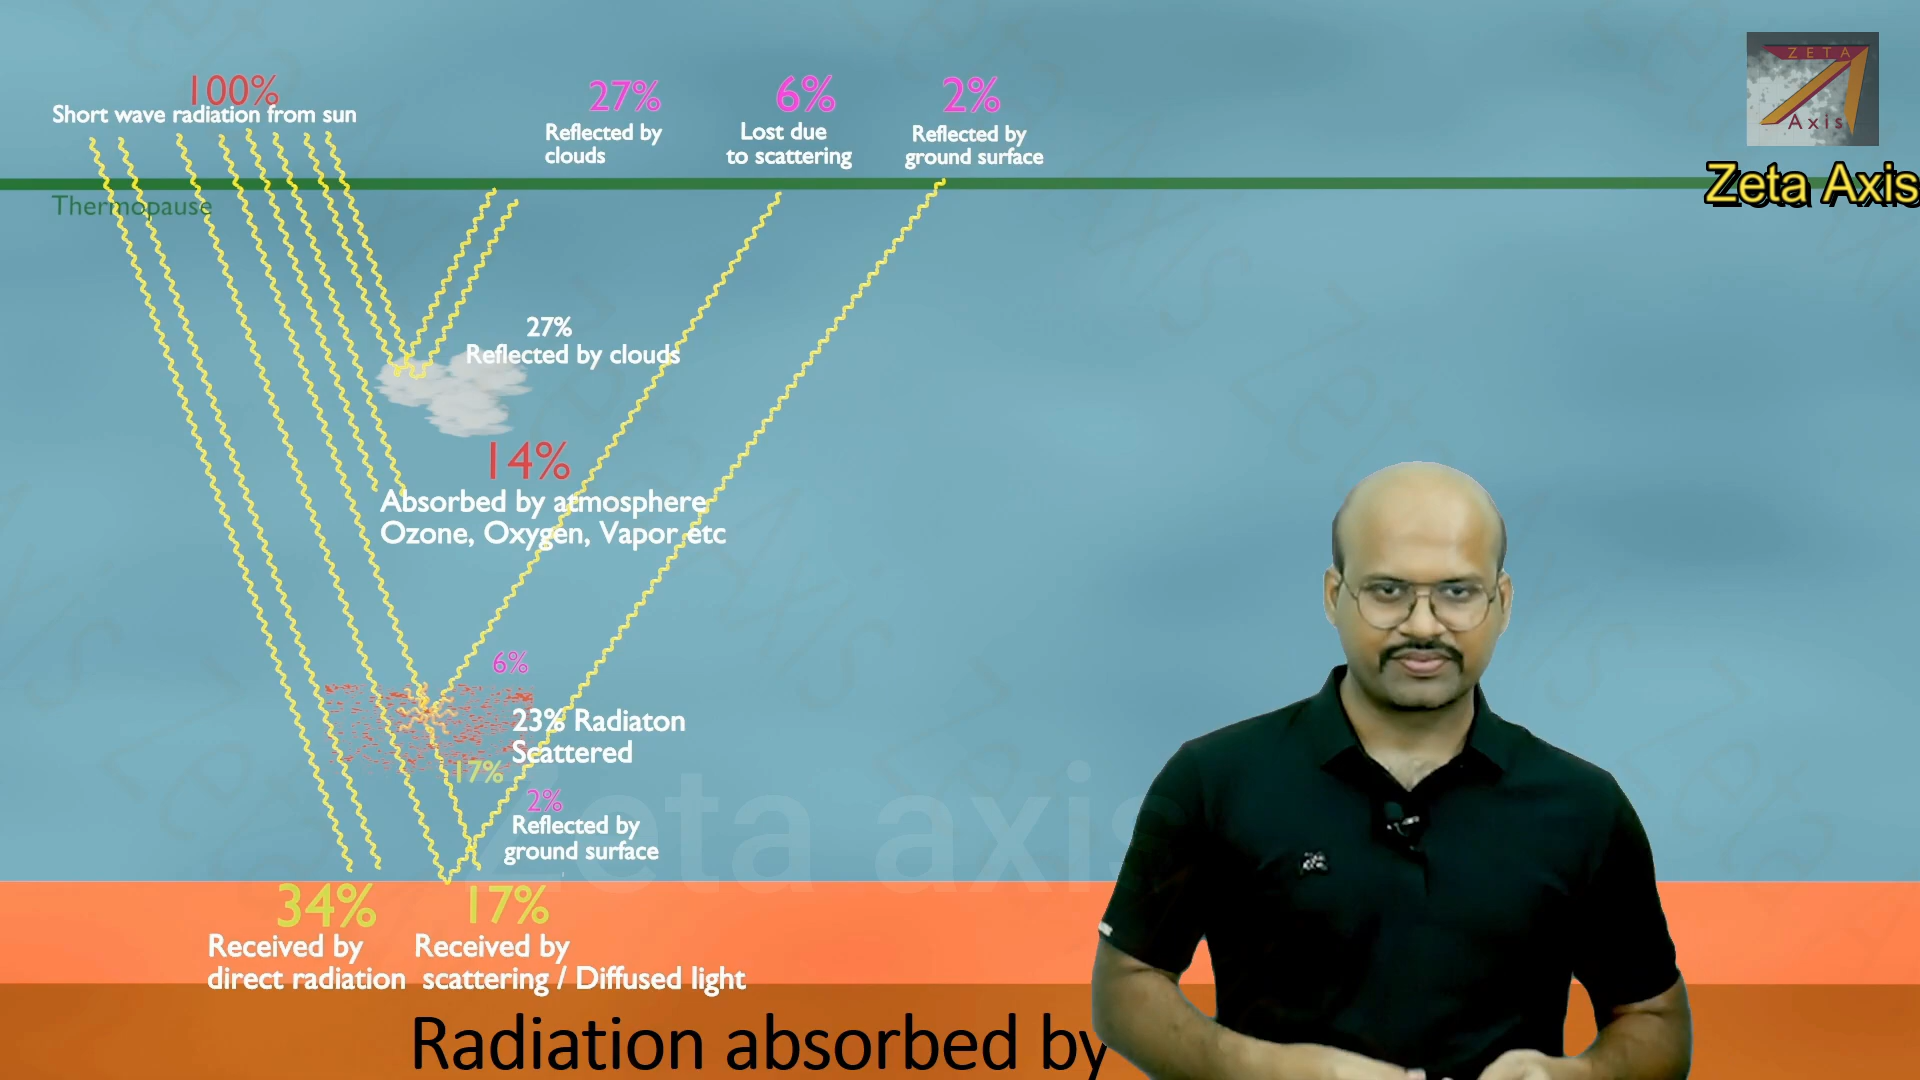 100%
Short wave radiation from sun
27%
Reflected by
clouds
6%
Lost due
to scattering
2%
Reflected by
ground surface
ZETA
Axis
Zeta Axis
Thermopause
27%
Reflected by clouds
14%
Absorbed by atmosphere
Ozone, Oxygen, Vapor etc
6%
23% Radiaton
Scattered
17%
2%
Reflected by
ground surface
Zeta axis
34%
Received by
direct radiation
17%
Received by
scattering / Diffused light
Radiation absorbed by